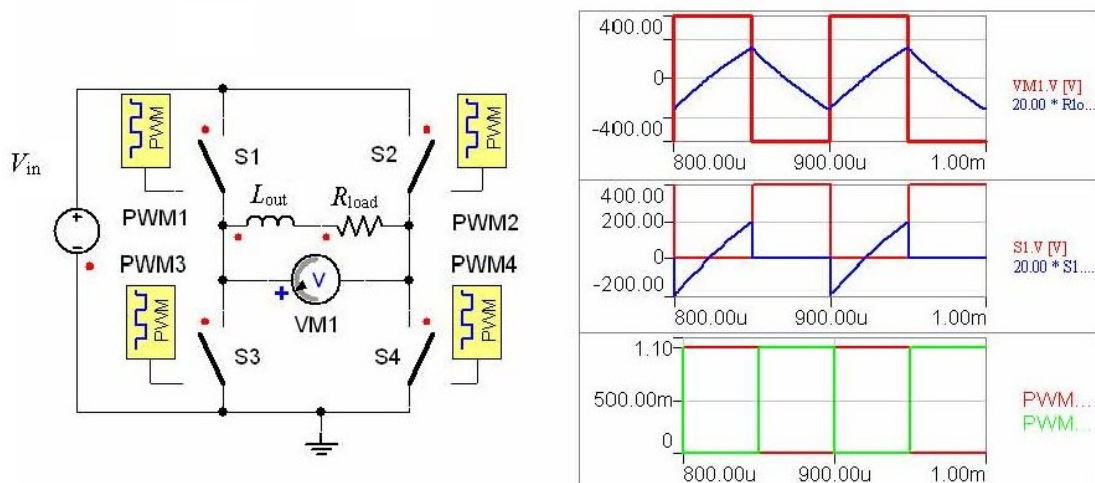 V_in
PWM
S1
PWM1
PWM
S2
PWM2
L_out
R_load
+
−
PWM3
PWM
S3
V
+
VM1
PWM4
PWM
S4
400.00
0
-400.00
800.00u
900.00u
1.00m
VM1.V [V]
20.00 * Rlo...
400.00
200.00
0
-200.00
800.00u
900.00u
1.00m
S1.V [V]
20.00 * S1....
1.10
500.00m
0
800.00u
900.00u
1.00m
PWM...
PWM...